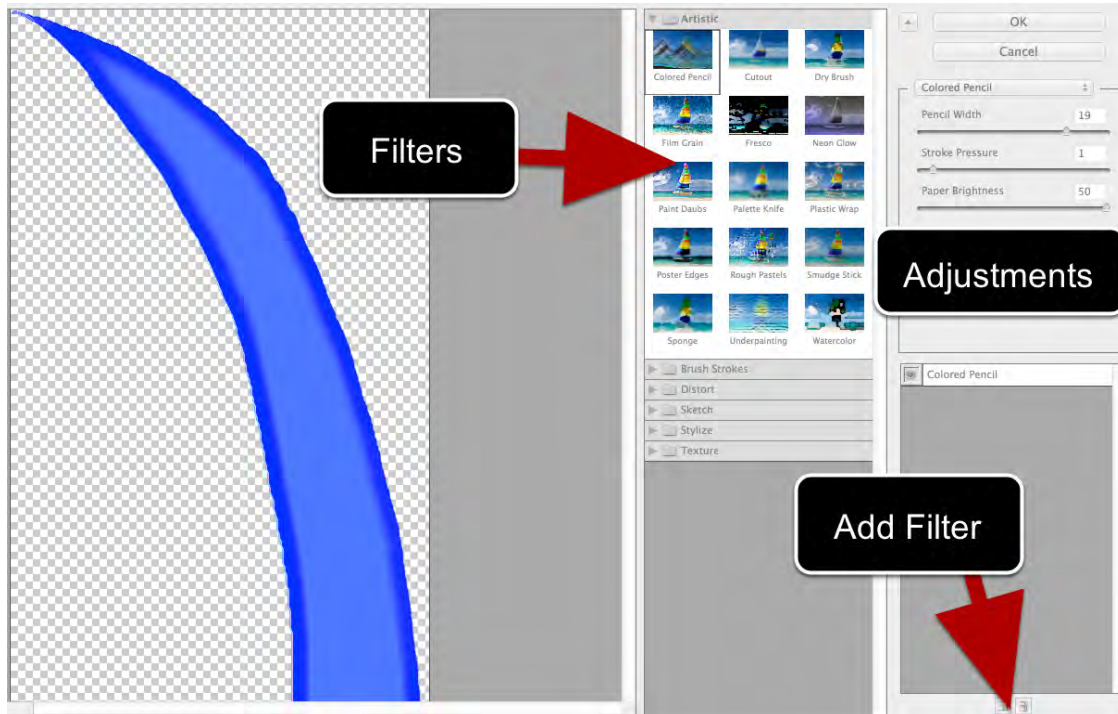 Artistic
Colored Pencil
Cutout
Dry Brush
Film Grain
Fresco
Neon Glow
Paint Daubs
Palette Knife
Plastic Wrap
Poster Edges
Rough Pastels
Smudge Stick
Sponge
Underpainting
Watercolor
Brush Strokes
Distort
Sketch
Stylize
Texture
Filters
OK
Cancel
Colored Pencil
Pencil Width 19
Stroke Pressure 1
Paper Brightness 50
Adjustments
Colored Pencil
Add Filter